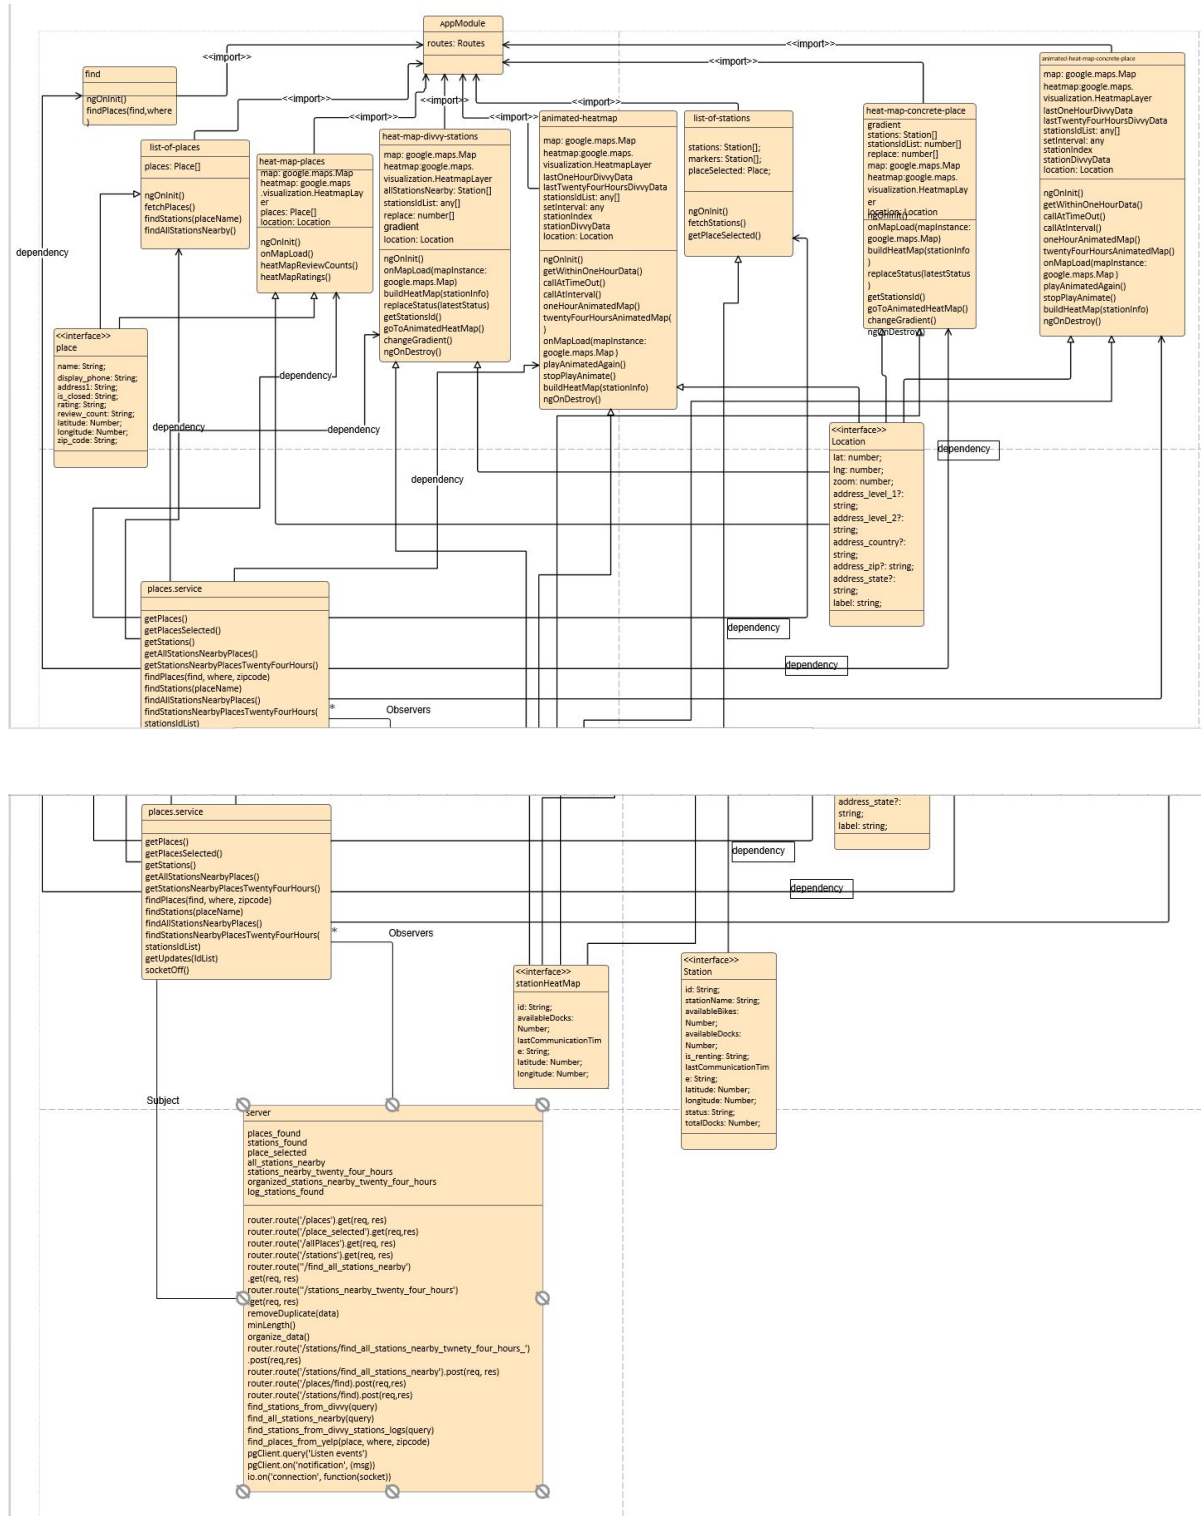 AppModule
routes: Routes
<<import>>
<<import>>
<<import>>
<<import>>
<<import>>
<<import>>
<<import>>
<<import>>
find
ngOnInit()
findPlaces(find,where
)
list-of-places
places: Place[]
ngOnInit()
fetchPlaces()
findStations(placeName)
findAllStationsNearby()
heat-map-places
map: google.maps.Map
heatmap: google.maps
.visualization.HeatmapLay
er
places: Place[]
location: Location
ngOnInit()
onMapLoad()
heatMapReviewCounts()
heatMapRatings()
heat-map-divvy-stations
map: google.maps.Map
heatmap:google.maps.
visualization.HeatmapLayer
allStationsNearby: Station[]
stationsIdList: any[]
replace: number[]
gradient
location: Location
ngOnInit()
onMapLoad(mapInstance:
google.maps.Map)
buildHeatMap(stationInfo)
replaceStatus(latestStatus)
getStationsId()
goToAnimatedHeatMap()
changeGradient()
ngOnDestroy()
animated-heatmap
map: google.maps.Map
heatmap:google.maps.
visualization.HeatmapLayer
lastOneHourDivvyData
lastTwentyFourHoursDivvyData
stationsIdList: any[]
setInterval: any
stationIndex
stationDivvyData
location: Location
ngOnInit()
getWithinOneHourData()
callAtTimeOut()
callAtInterval()
oneHourAnimatedMap()
twentyFourHoursAnimatedMap(
)
onMapLoad(mapInstance:
google.maps.Map )
playAnimatedAgain()
stopPlayAnimate()
buildHeatMap(stationInfo)
ngOnDestroy()
list-of-stations
stations: Station[];
markers: Station[];
placeSelected: Place;
ngOnInit()
fetchStations()
getPlaceSelected()
heat-map-concrete-place
gradient
stations: Station[]
stationsIdList: number[]
replace: number[]
map: google.maps.Map
heatmap:google.maps.
visualization.HeatmapLay
er
location: Location
ngOnInit()
onMapLoad(mapInstance:
google.maps.Map)
buildHeatMap(stationInfo
)
replaceStatus(latestStatus
)
getStationsId()
goToAnimatedHeatMap()
changeGradient()
ngOnDestroy()
animated-heat-map-concrete-place
map: google.maps.Map
heatmap:google.maps.
visualization.HeatmapLayer
lastOneHourDivvyData
lastTwentyFourHoursDivvyData
stationsIdList: any[]
setInterval: any
stationIndex
stationDivvyData
location: Location
ngOnInit()
getWithinOneHourData()
callAtTimeOut()
callAtInterval()
oneHourAnimatedMap()
twentyFourHoursAnimatedMap()
onMapLoad(mapInstance:
google.maps.Map )
playAnimatedAgain()
stopPlayAnimate()
buildHeatMap(stationInfo)
ngOnDestroy()
dependency
<<interface>>
place
name: String;
display_phone: String;
address1: String;
is_closed: String;
rating: String;
review_count: String;
latitude: Number;
longitude: Number;
zip_code: String;
dependency
dependency
dependency
dependency
<<interface>>
Location
lat: number;
lng: number;
zoom: number;
address_level_1?:
string;
address_level_2?:
string;
address_country?:
string;
address_zip?: string;
address_state?:
string;
label: string;
dependency
places.service
getPlaces()
getPlacesSelected()
getStations()
getAllStationsNearbyPlaces()
getStationsNearbyPlacesTwentyFourHours()
findPlaces(find, where, zipcode)
findStations(placeName)
findAllStationsNearbyPlaces()
findStationsNearbyPlacesTwentyFourHours(
stationsIdList)
dependency
dependency
*
Observers
places.service
getPlaces()
getPlacesSelected()
getStations()
getAllStationsNearbyPlaces()
getStationsNearbyPlacesTwentyFourHours()
findPlaces(find, where, zipcode)
findStations(placeName)
findAllStationsNearbyPlaces()
findStationsNearbyPlacesTwentyFourHours(
stationsIdList)
getUpdates(IdList)
socketOff()
address_state?:
string;
label: string;
dependency
dependency
*
Observers
<<interface>>
stationHeatMap
id: String;
availableDocks:
Number;
lastCommunicationTim
e: String;
latitude: Number;
longitude: Number;
<<interface>>
Station
id: String;
stationName: String;
availableBikes:
Number;
availableDocks:
Number;
is_renting: String;
lastCommunicationTim
e: String;
latitude: Number;
longitude: Number;
status: String;
totalDocks: Number;
Subject
server
places_found
stations_found
place_selected
all_stations_nearby
stations_nearby_twenty_four_hours
organized_stations_nearby_twenty_four_hours
log_stations_found
router.route('/places').get(req, res)
router.route('/place_selected').get(req,res)
router.route('/allPlaces').get(req, res)
router.route('/stations').get(req, res)
router.route(''/find_all_stations_nearby')
.get(req, res)
router.route(''/stations_nearby_twenty_four_hours')
.get(req, res)
removeDuplicate(data)
minLength()
organize_data()
router.route('/stations/find_all_stations_nearby_twnety_four_hours_')
.post(req,res)
router.route('/stations/find_all_stations_nearby').post(req, res)
router.route('/places/find).post(req,res)
router.route('/stations/find).post(req,res)
find_stations_from_divvy(query)
find_all_stations_nearby(query)
find_stations_from_divvy_stations_logs(query)
find_places_from_yelp(place, where, zipcode)
pgClient.query('Listen events')
pgClient.on('notification', (msg))
io.on('connection', function(socket))